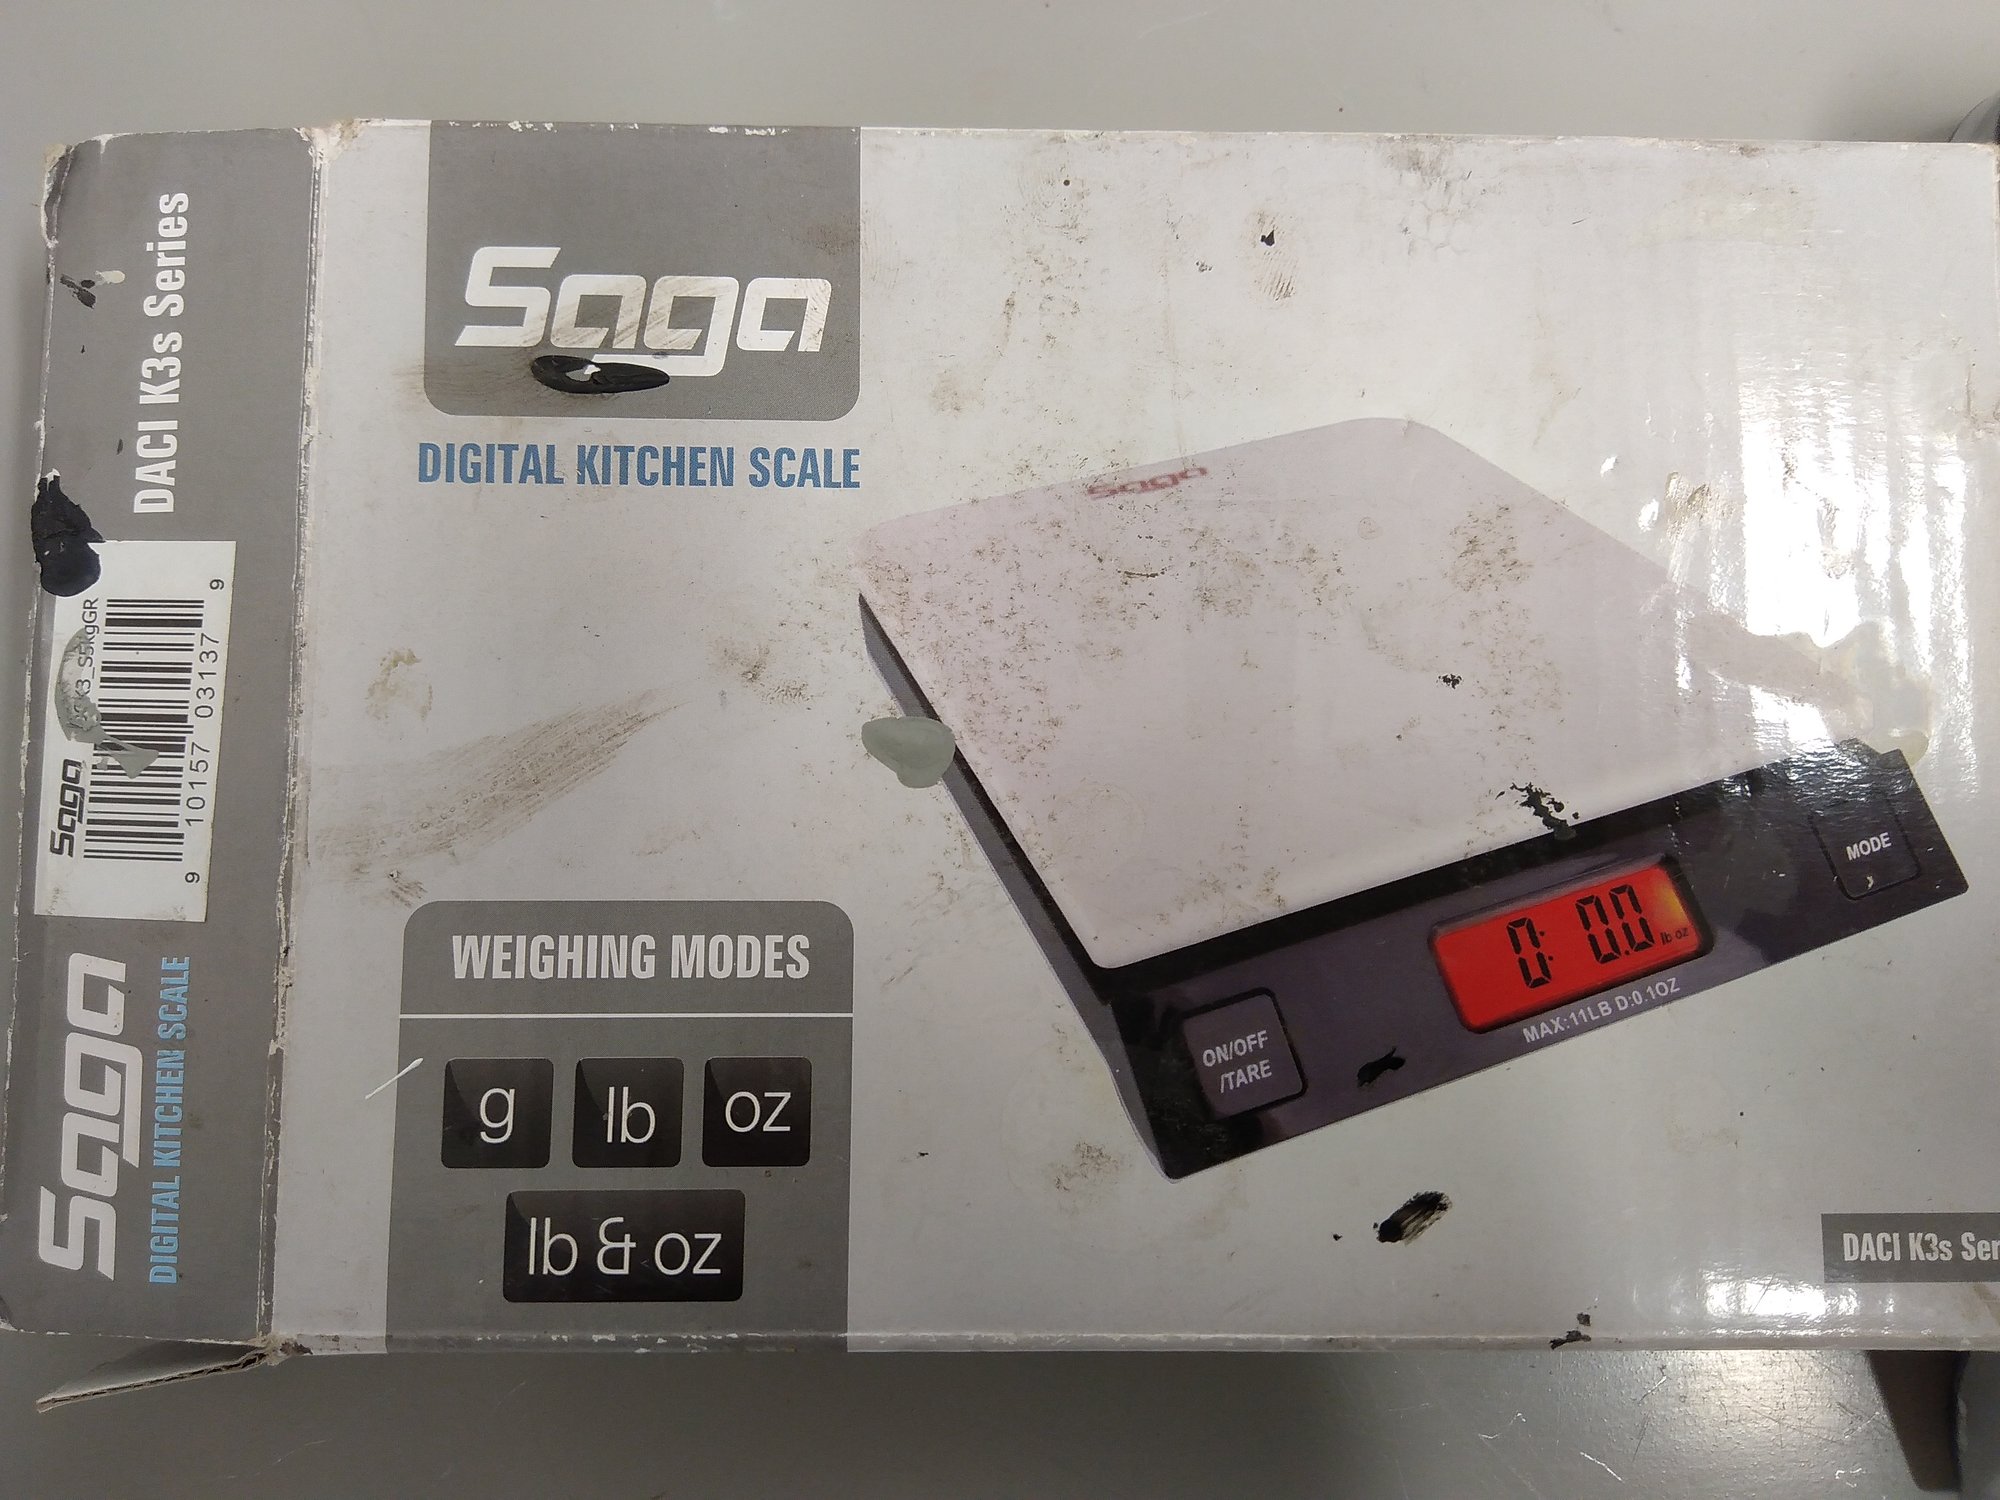 DACI K3s Series
Saga
9 10157 03137 9
Saga
DIGITAL KITCHEN SCALE
Saga
DIGITAL KITCHEN SCALE
Saga
WEIGHING MODES
g
lb
oz
lb & oz
0: 0.0
lb oz
MAX:11LB D:0.1OZ
ON/OFF
/TARE
MODE
DACI K3s Ser